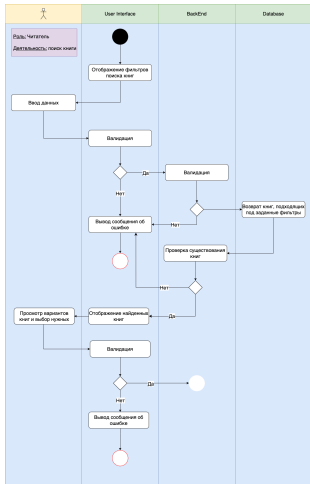 User Interface
BackEnd
Database
Роль: Читатель
Деятельность: поиск книги
Отображение фильтров
поиска книг
Ввод данных
Валидация
Да
Валидация
Нет
Возврат книг, подходящих
под заданные фильтры
Нет
Вывод сообщения об
ошибке
Проверка существования
книг
Нет
Да
Просмотр вариантов
книг и выбор нужных
Отображение найденных
книг
Валидация
Да
Нет
Вывод сообщения об
ошибке